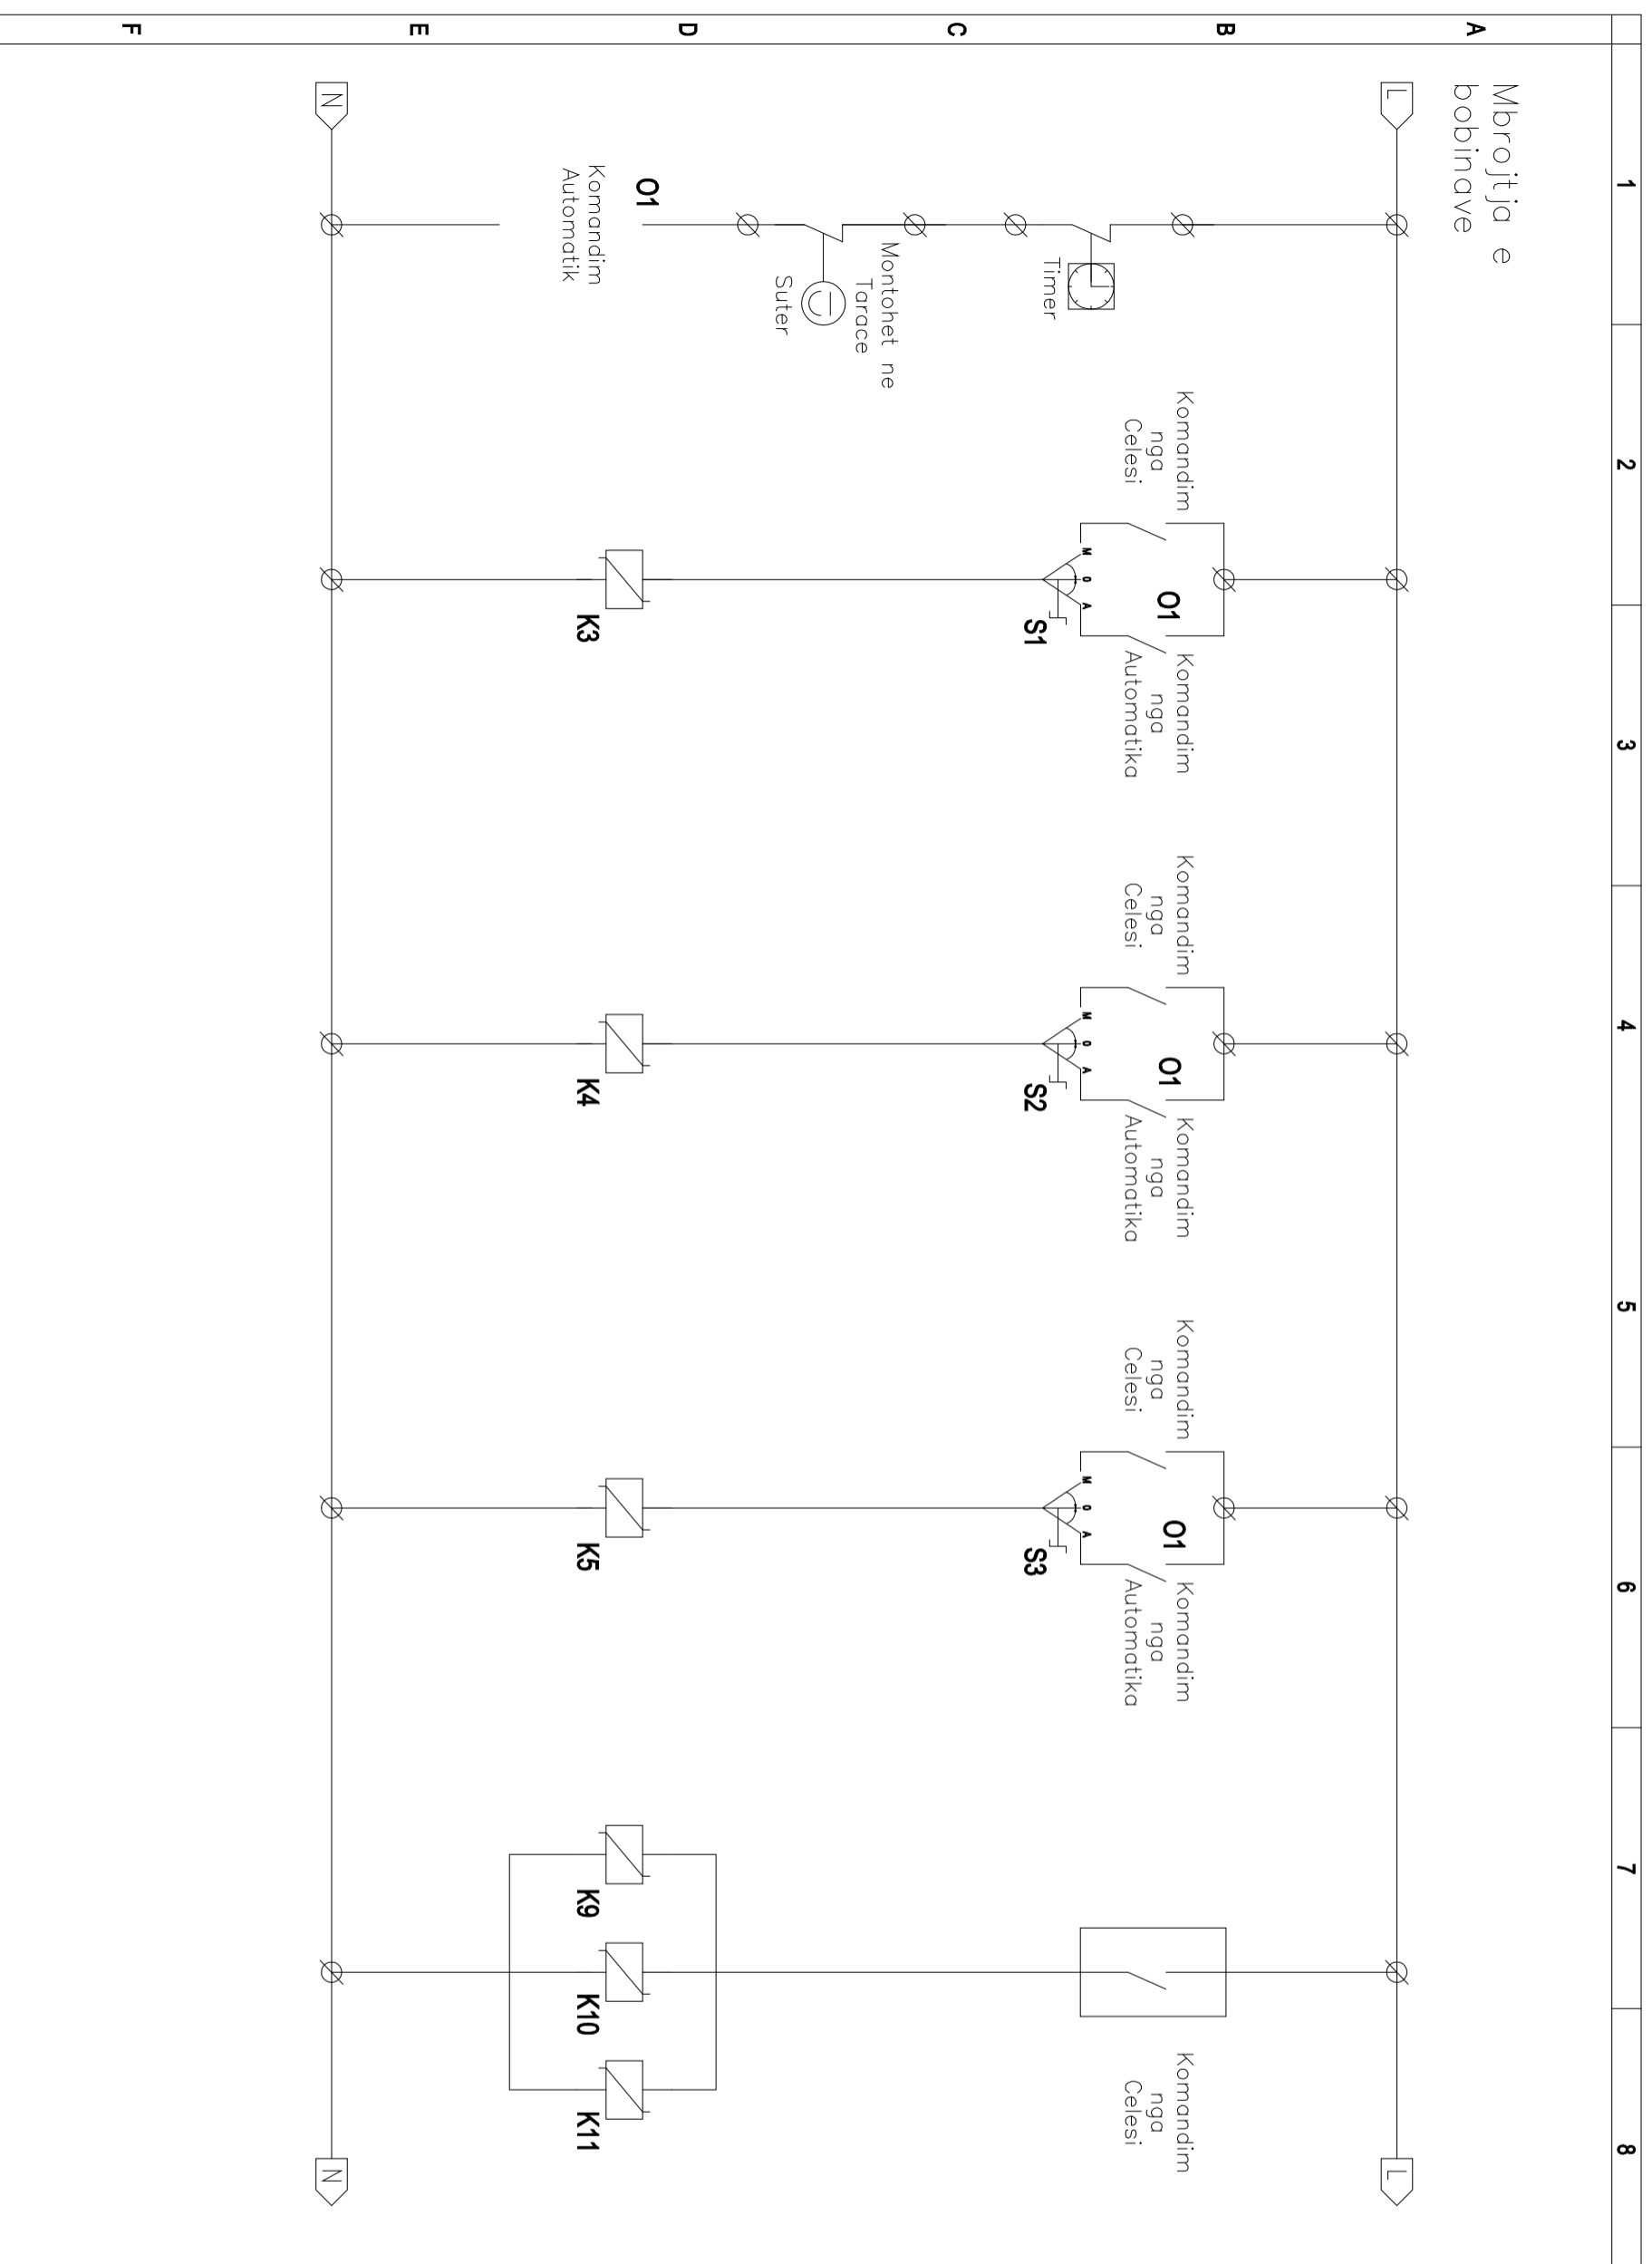 1 2 3 4 5 6 7 8
A
B
C
D
E
F
Mbrojtja e
bobinave
L
L
Timer
Montohet ne
Tarace
Suter
O1
Komandim
Automatik
Komandim
nga
Celesi
O1
Komandim
nga
Automatika
M O A
S1
K3
Komandim
nga
Celesi
O1
Komandim
nga
Automatika
M O A
S2
K4
Komandim
nga
Celesi
O1
Komandim
nga
Automatika
M O A
S3
K5
Komandim
nga
Celesi
K9
K10
K11
N
N